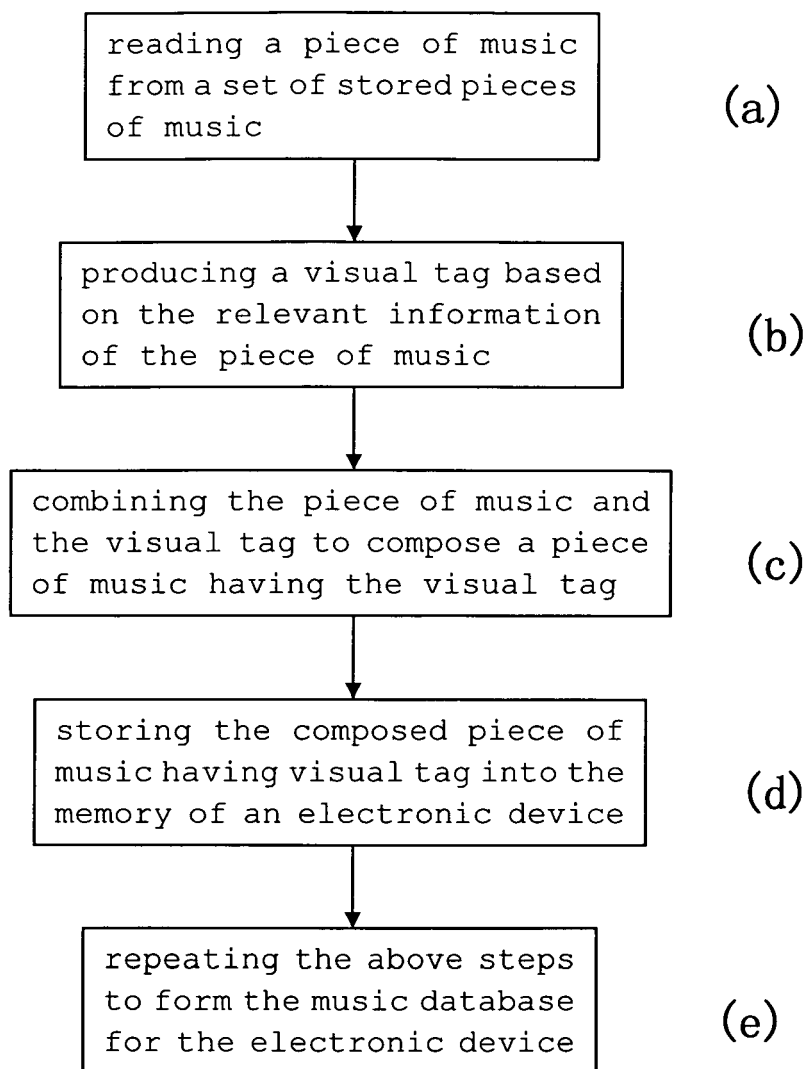 reading a piece of music
from a set of stored pieces
of music
(a)
producing a visual tag based
on the relevant information
of the piece of music
(b)
combining the piece of music and
the visual tag to compose a piece
of music having the visual tag
(c)
storing the composed piece of
music having visual tag into the
memory of an electronic device
(d)
repeating the above steps
to form the music database
for the electronic device
(e)